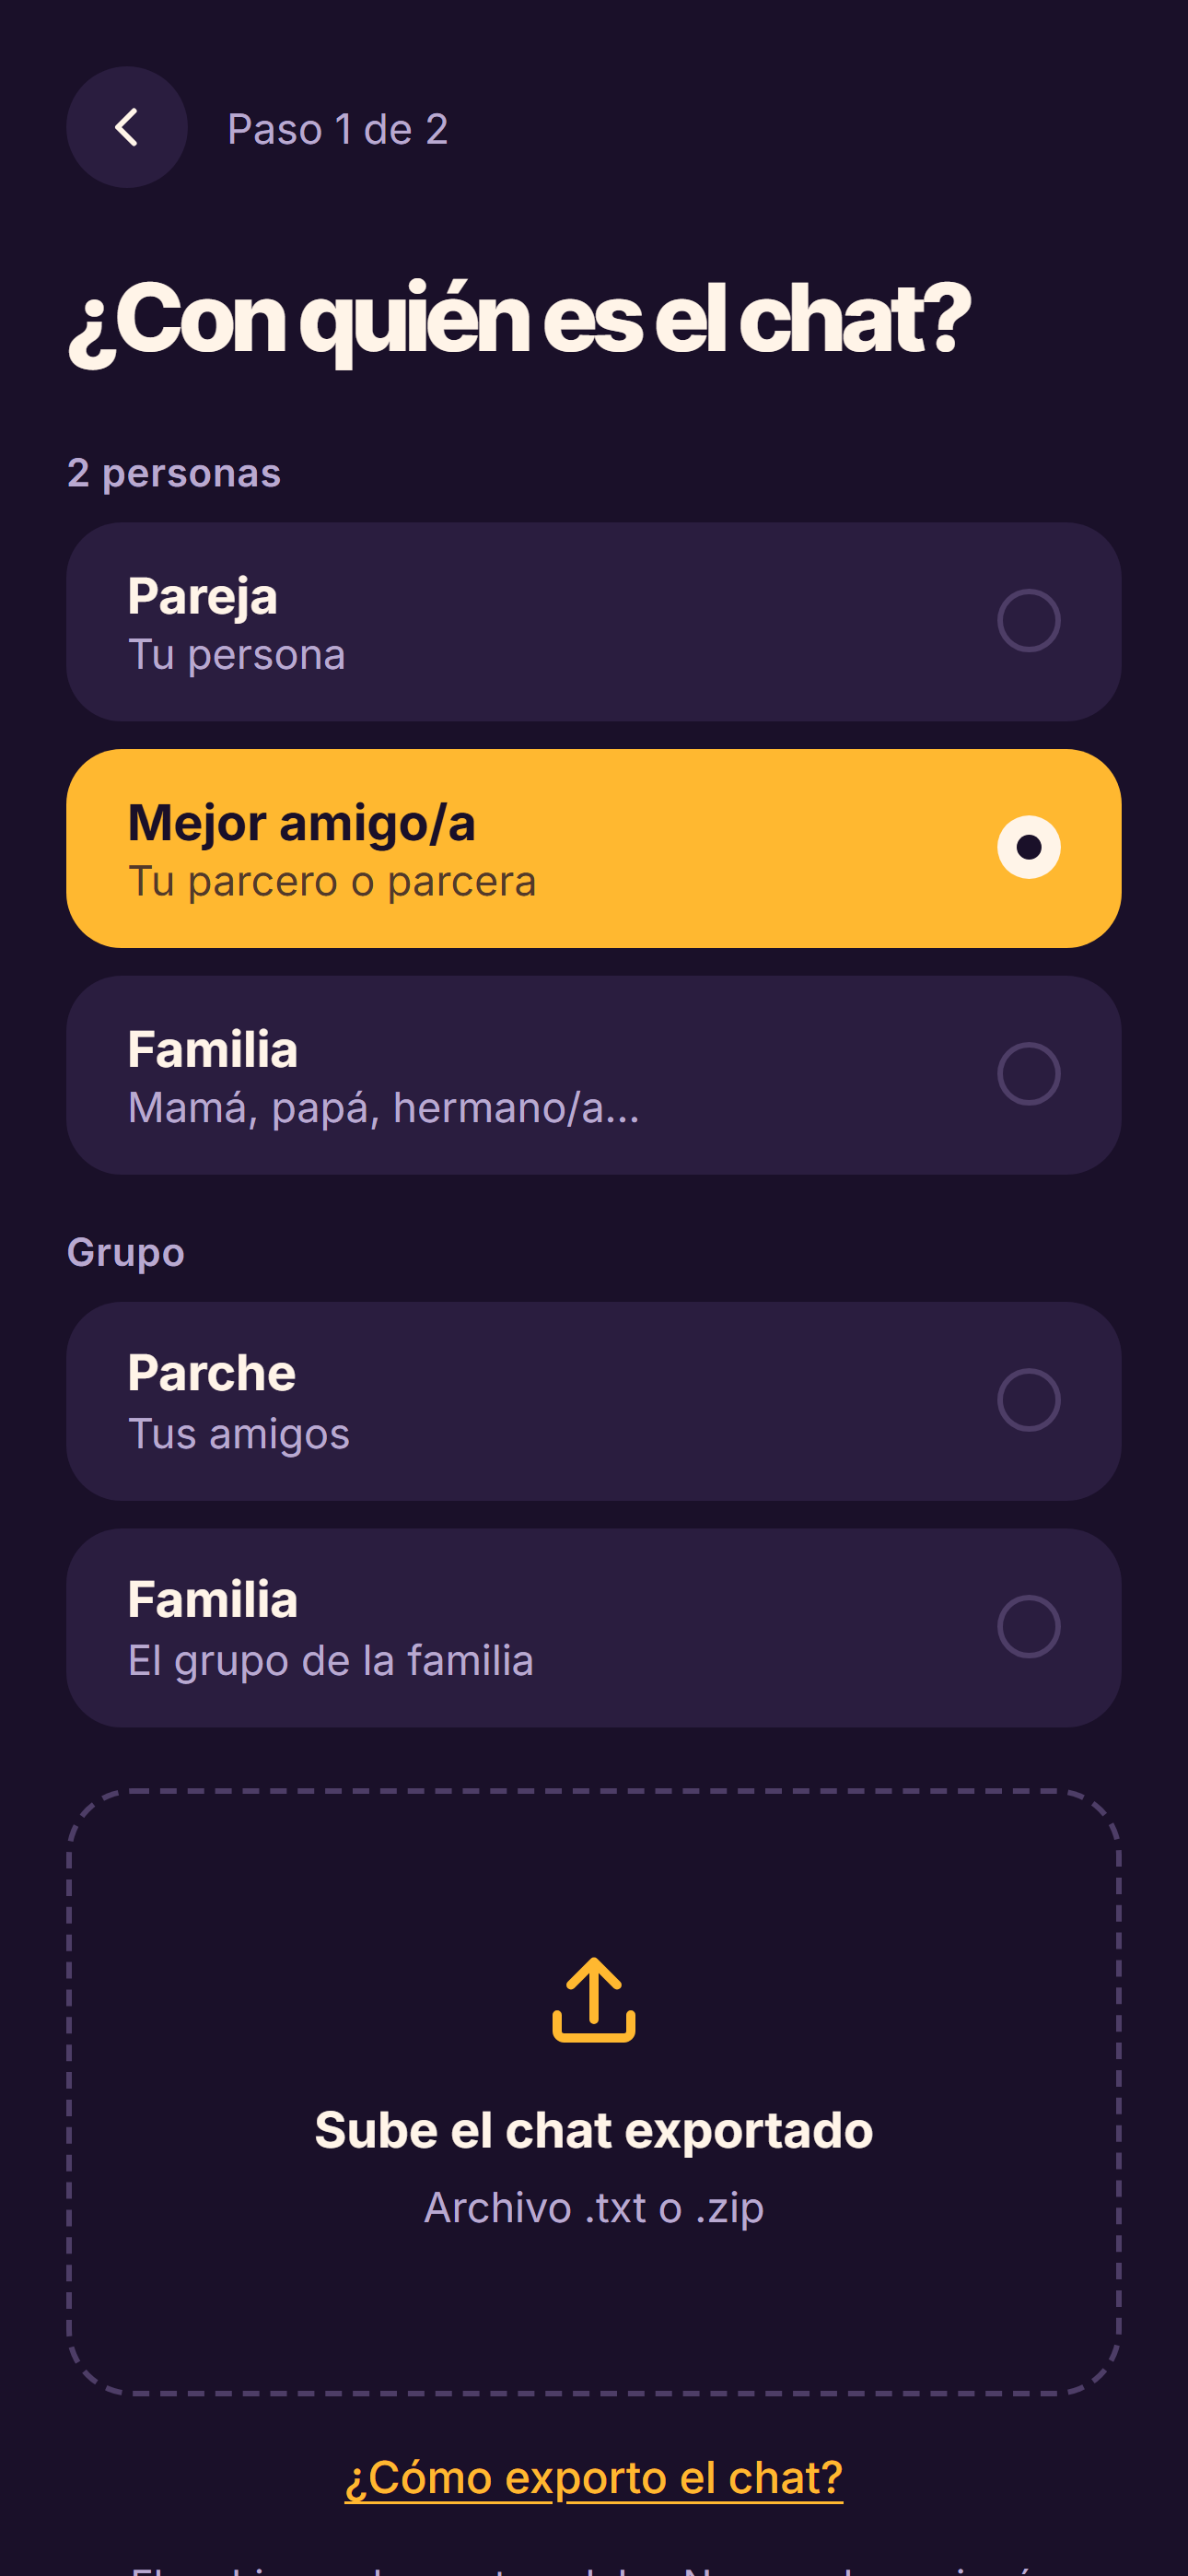 Paso 1 de 2
¿Con quién es el chat?
2 personas
Pareja
Tu persona
Mejor amigo/a
Tu parcero o parcera
Familia
Mamá, papá, hermano/a...
Grupo
Parche
Tus amigos
Familia
El grupo de la familia
Sube el chat exportado
Archivo .txt o .zip
¿Cómo exporto el chat?